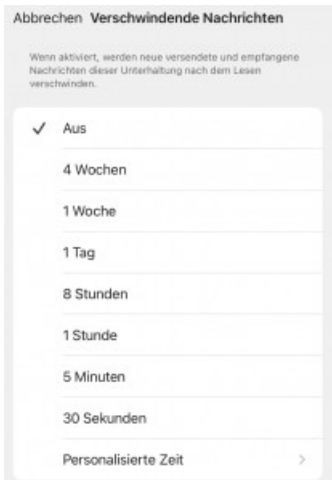 Abbrechen Verschwindende Nachrichten
Wenn aktiviert, werden neue versendete und empfangene
Nachrichten dieser Unterhaltung nach dem Lesen
verschwinden.
Aus
4 Wochen
1 Woche
1 Tag
8 Stunden
1 Stunde
5 Minuten
30 Sekunden
Personalisierte Zeit